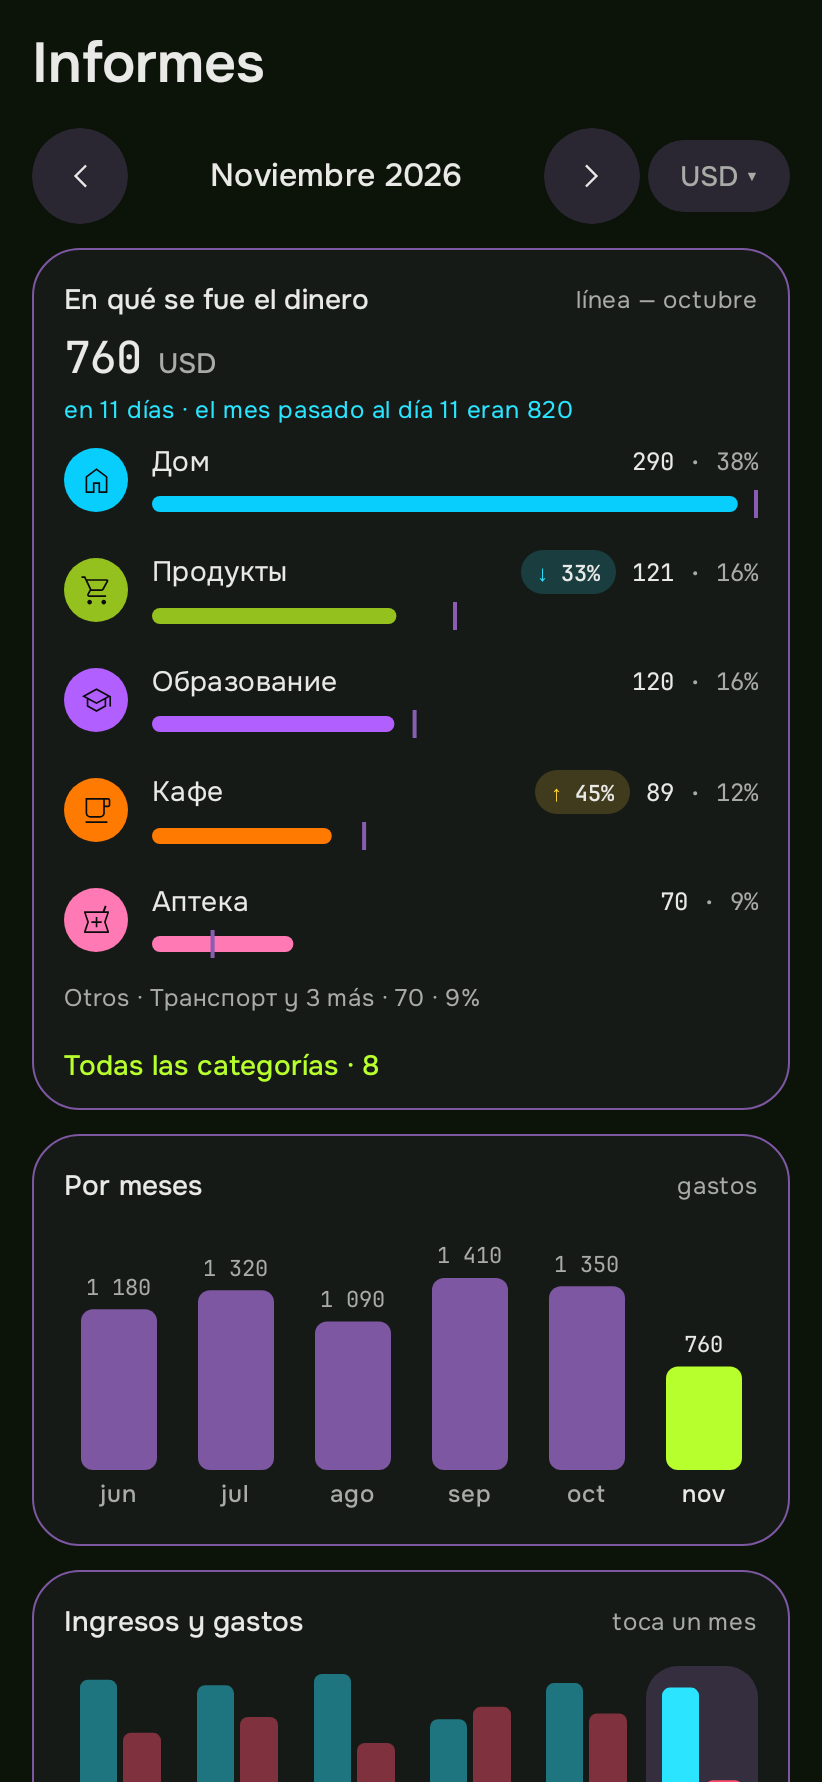 Informes
Noviembre 2026
USD ▾
En qué se fue el dinero
línea — octubre
760 USD
en 11 días · el mes pasado al día 11 eran 820
Дом
290 · 38%
Продукты
↓ 33% 121 · 16%
Образование
120 · 16%
Кафе
↑ 45% 89 · 12%
Аптека
70 · 9%
Otros · Транспорт y 3 más · 70 · 9%
Todas las categorías · 8
Por meses
gastos
1 180
1 320
1 090
1 410
1 350
760
jun
jul
ago
sep
oct
nov
Ingresos y gastos
toca un mes